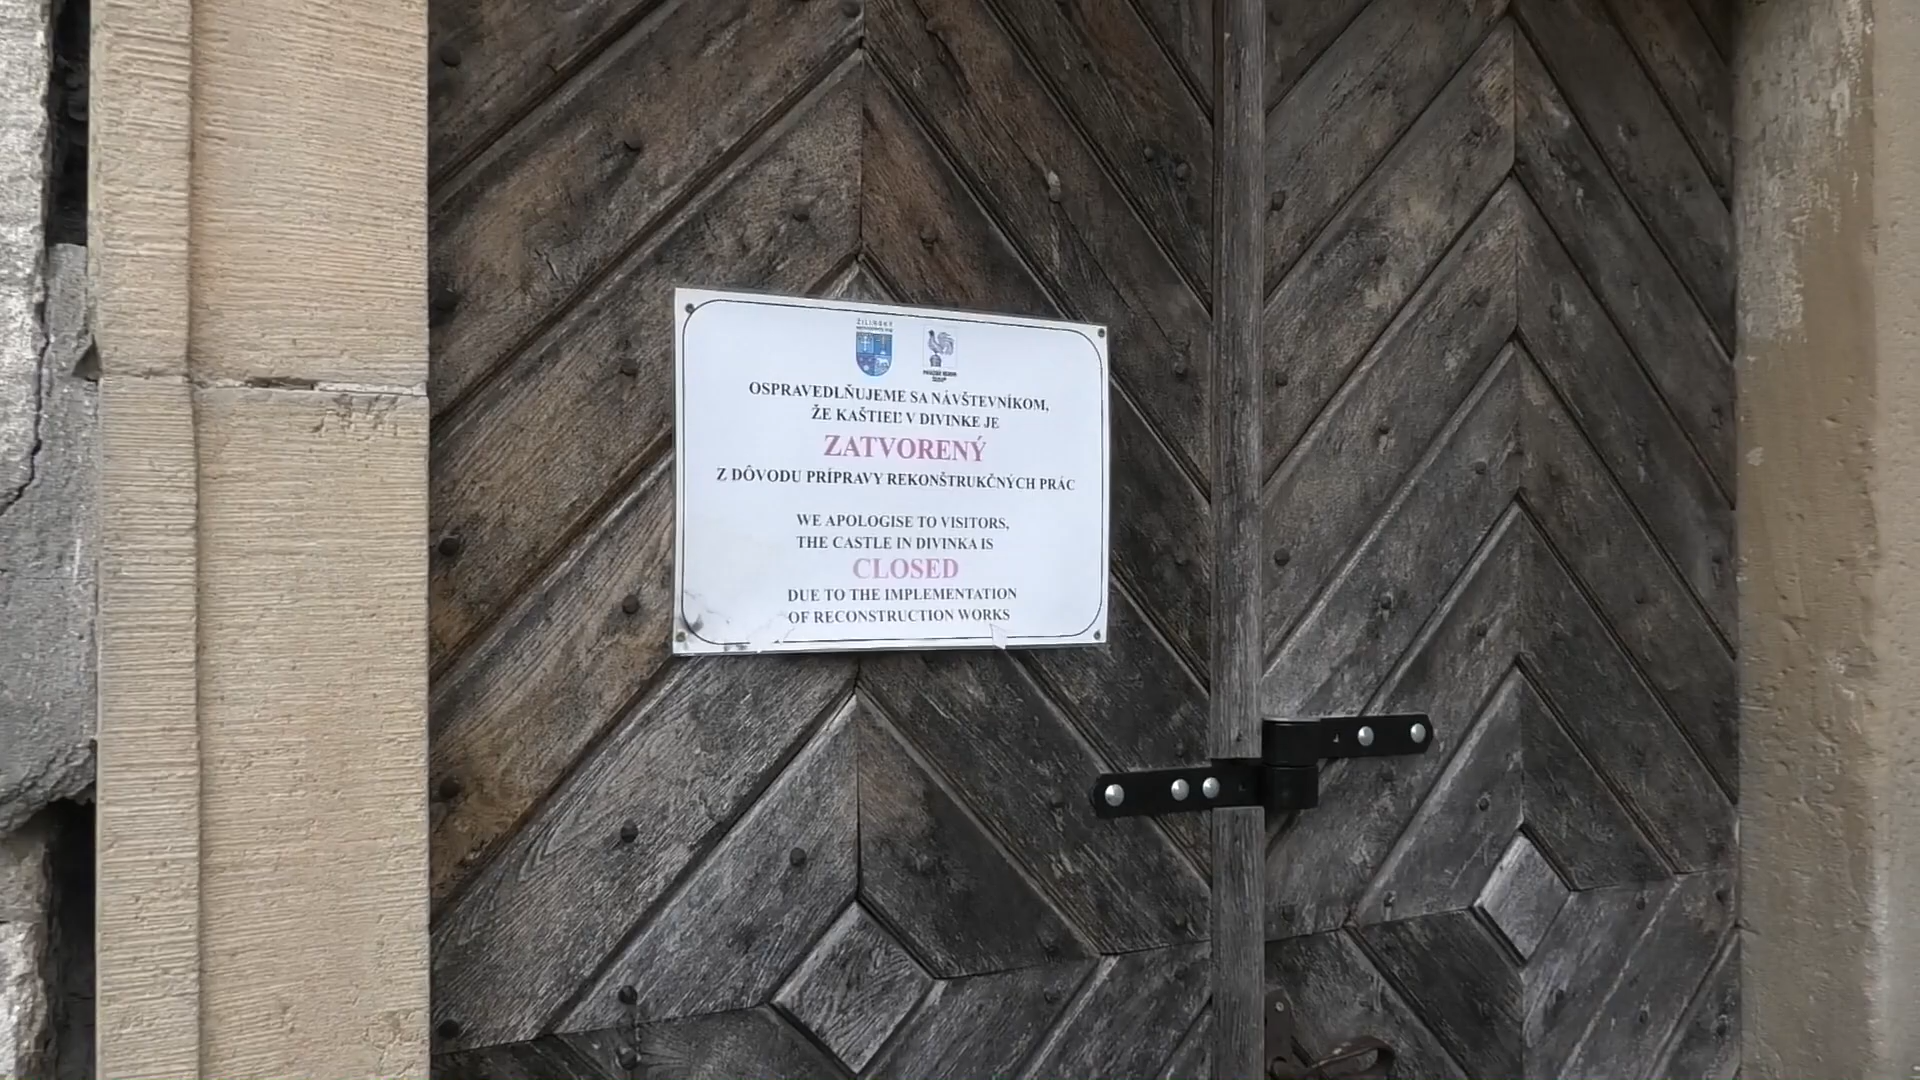 ŽILINSKÝ
OSPRAVEDLŇUJEME SA NÁVŠTEVNÍKOM,
ŽE KAŠTIEĽ V DIVINKE JE
ZATVORENÝ
Z DÔVODU PRÍPRAVY REKONŠTRUKČNÝCH PRÁC
WE APOLOGISE TO VISITORS,
THE CASTLE IN DIVINKA IS
CLOSED
DUE TO THE IMPLEMENTATION
OF RECONSTRUCTION WORKS